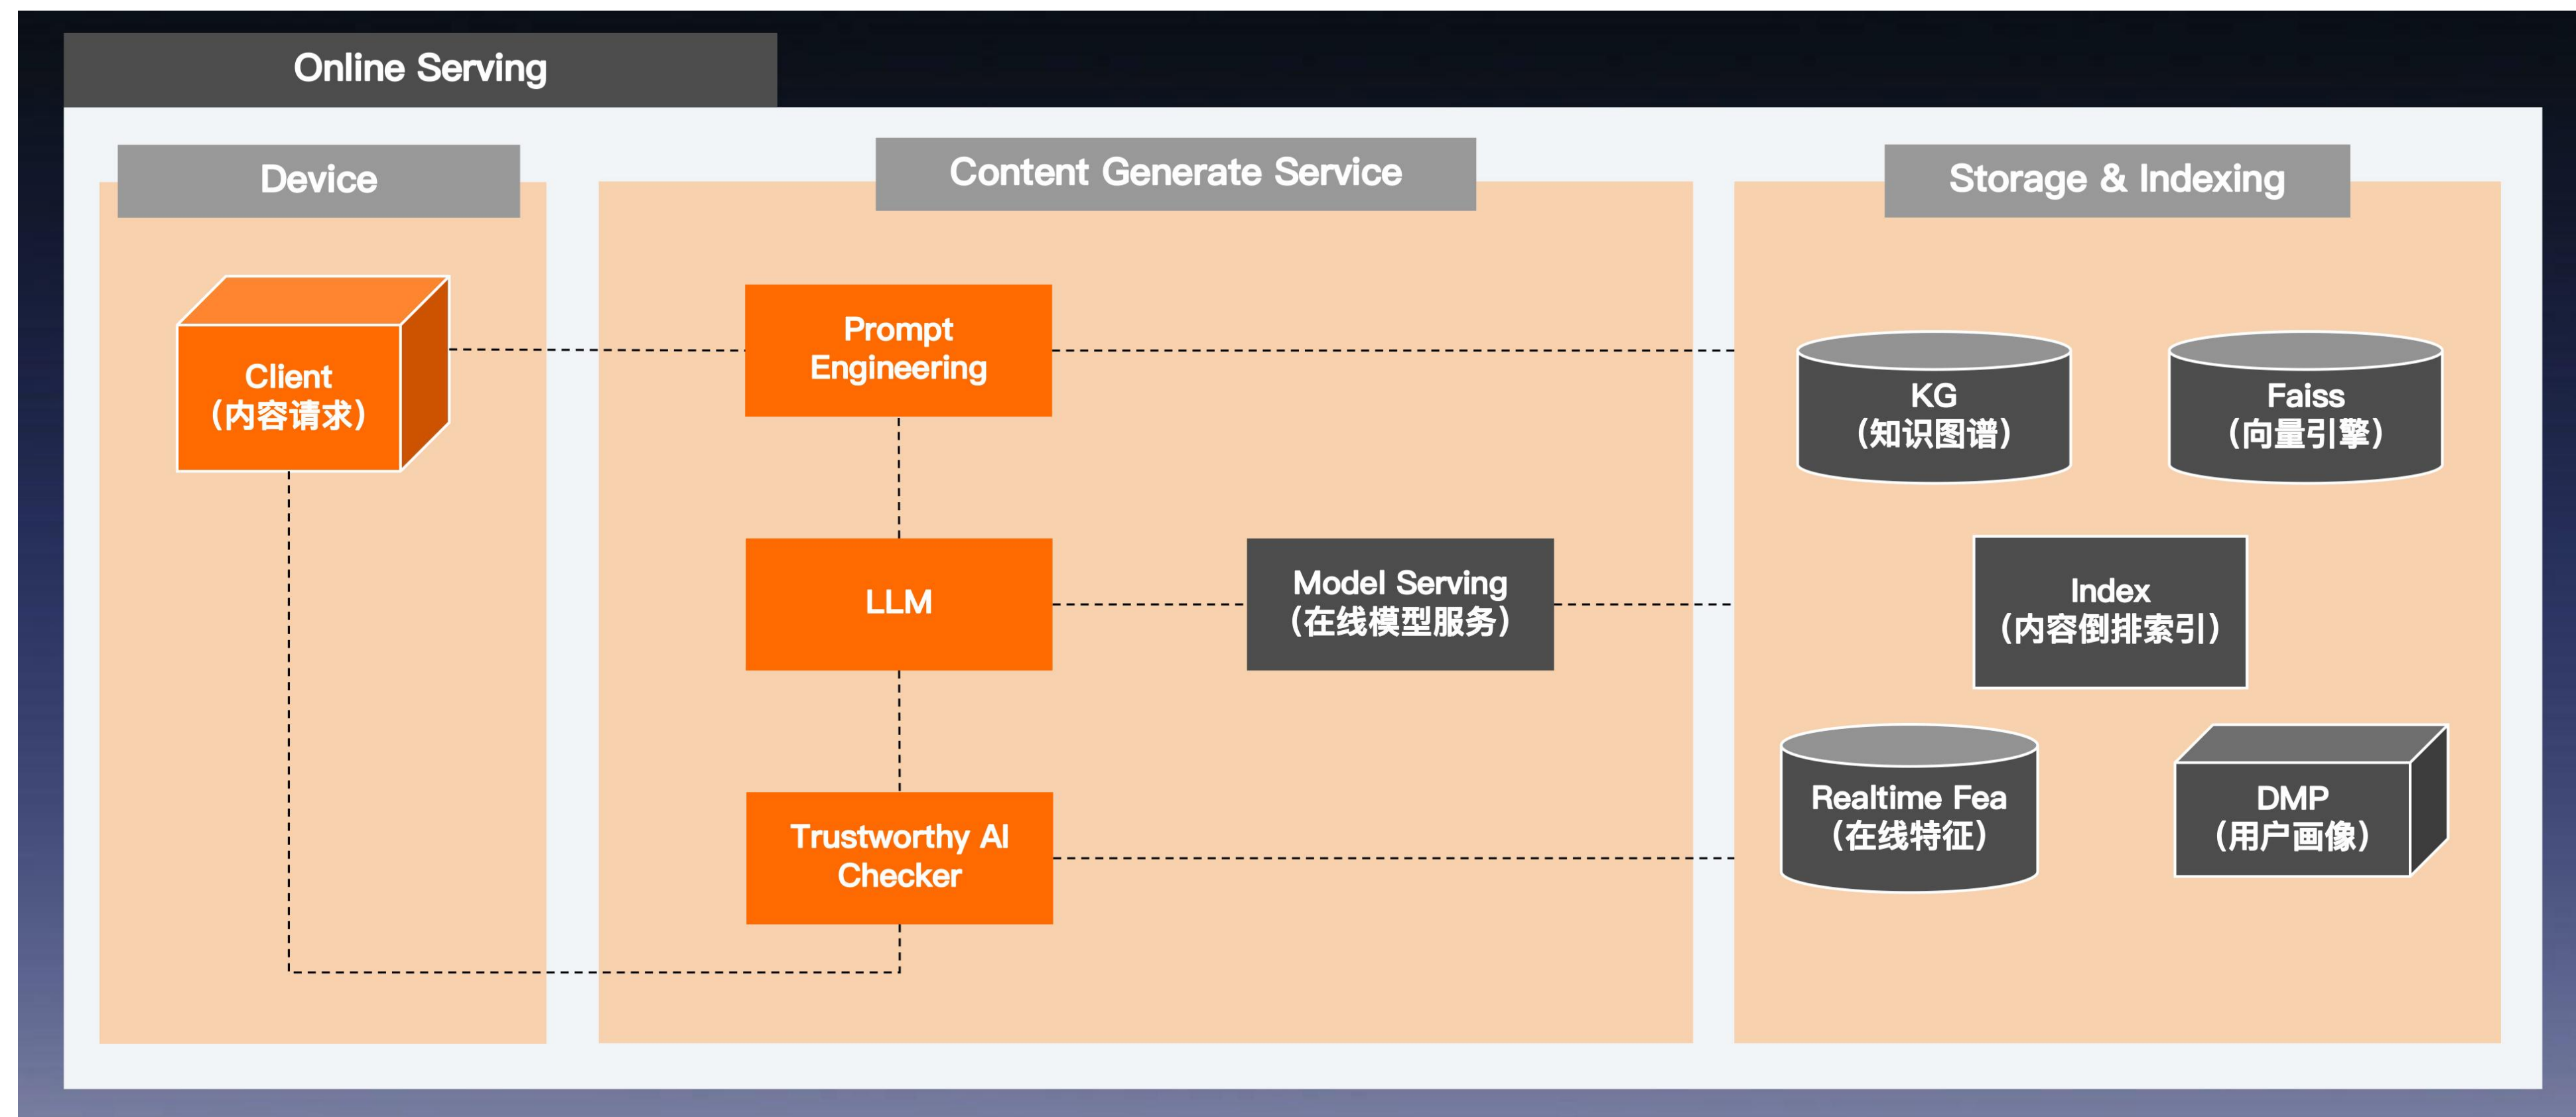 Online Serving
Device
Content Generate Service
Storage & Indexing
Client
（内容请求）
Prompt
Engineering
LLM
Model Serving
（在线模型服务）
Trustworthy AI
Checker
KG
（知识图谱）
Faiss
（向量引擎）
Index
（内容倒排索引）
Realtime Fea
（在线特征）
DMP
（用户画像）